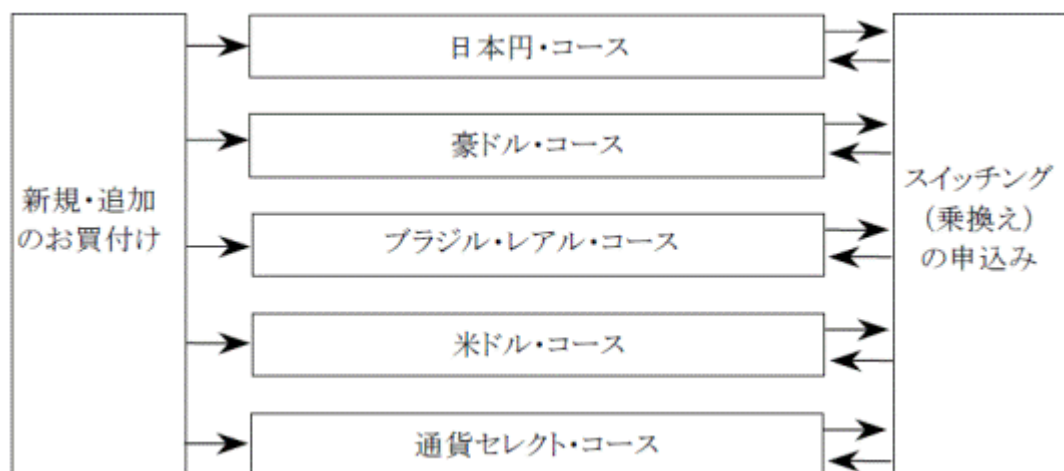 新規・追加
のお買付け
日本円・コース
豪ドル・コース
ブラジル・レアル・コース
米ドル・コース
通貨セレクト・コース
スイッチング
(乗換え)
の申込み